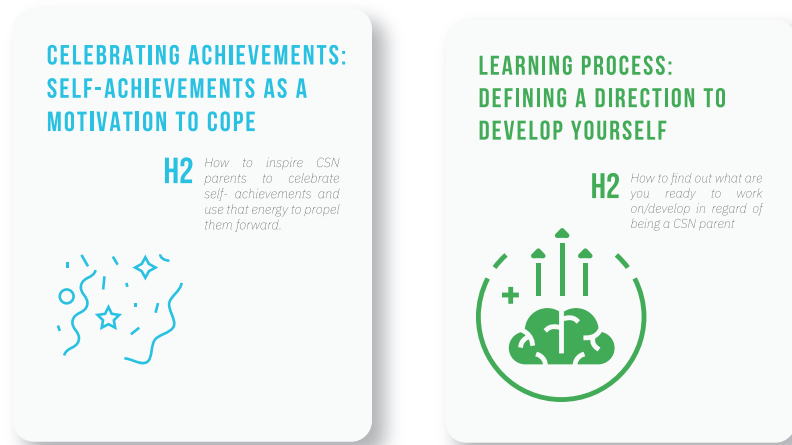 CELEBRATING ACHIEVEMENTS:
SELF-ACHIEVEMENTS AS A
MOTIVATION TO COPE
H2
How to inspire CSN
parents to celebrate
self- achievements and
use that energy to propel
them forward.
LEARNING PROCESS:
DEFINING A DIRECTION TO
DEVELOP YOURSELF
H2
How to find out what are
you ready to work
on/develop in regard of
being a CSN parent